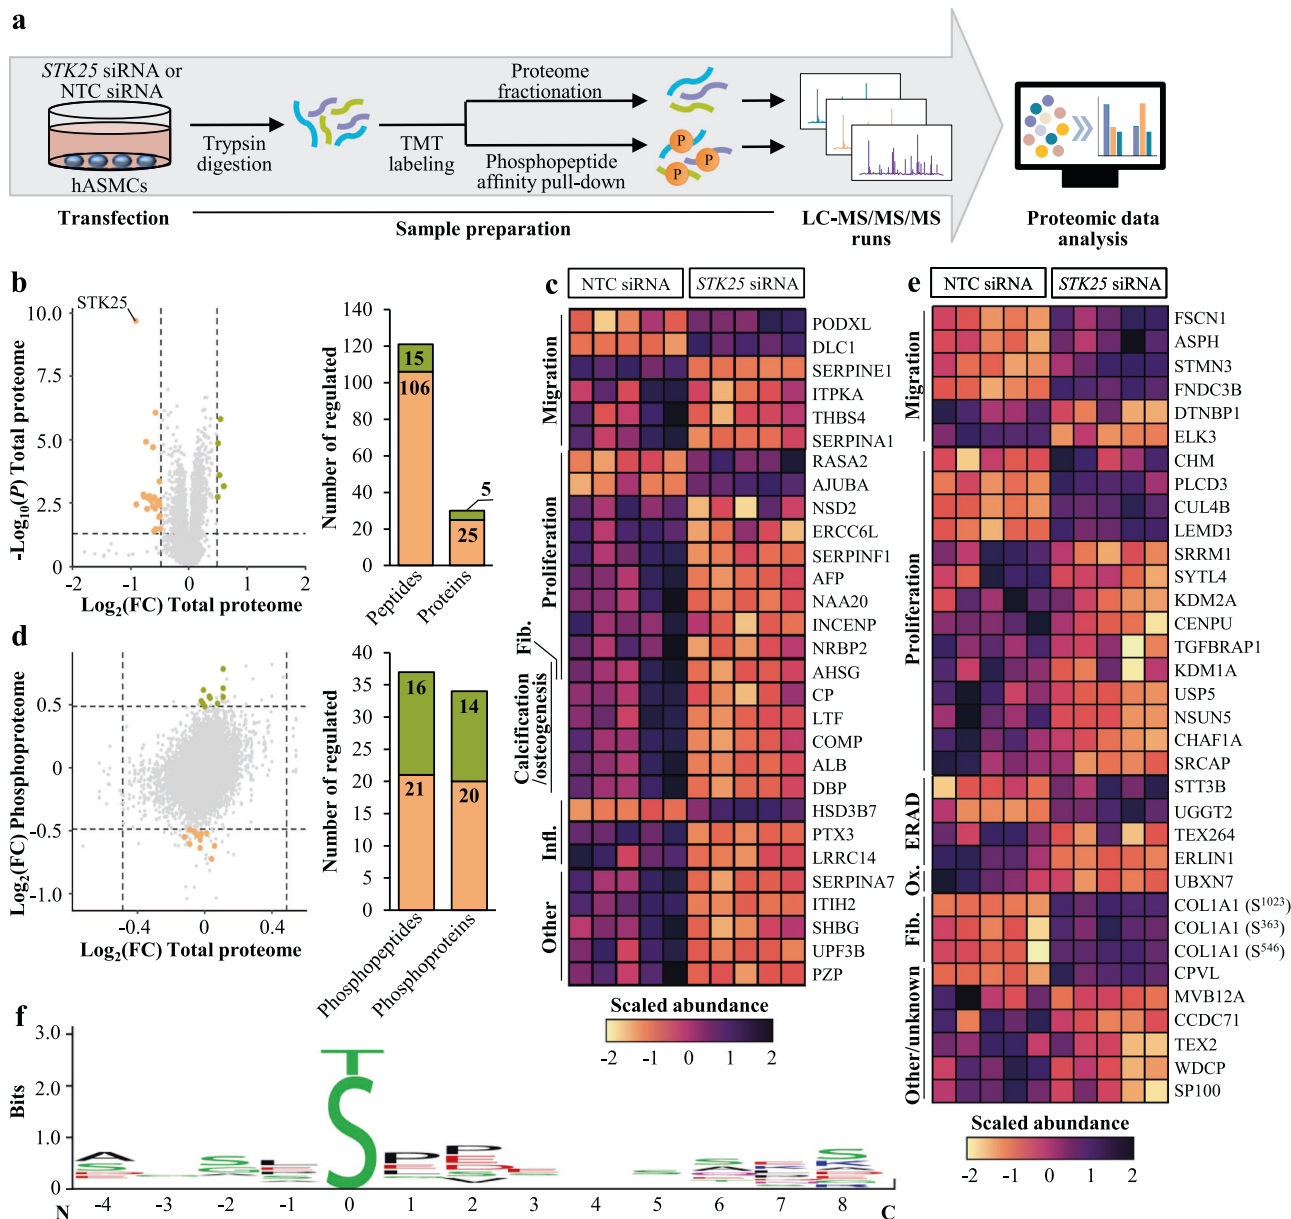 a
STK25 siRNA or
NTC siRNA
hASMCs
Transfection
Trypsin
digestion
TMT
labeling
Proteome
fractionation
Phosphopeptide
affinity pull-down
P
P
P
Sample preparation
LC-MS/MS/MS
runs
Proteomic data
analysis
b
STK25
10.0
7.5
5.0
2.5
0
-Log10(P) Total proteome
-2
-1
0
1
2
Log2(FC) Total proteome
Number of regulated
140
120
100
80
60
40
20
0
15
106
5
25
Peptides
Proteins
c
NTC siRNA
STK25 siRNA
Migration
Proliferation
Fib.
Calcification
/osteogenesis
Infl.
Other
PODXL
DLC1
SERPINE1
ITPKA
THBS4
SERPINA1
RASA2
AJUBA
NSD2
ERCC6L
SERPINF1
AFP
NAA20
INCENP
NRBP2
AHSG
CP
LTF
COMP
ALB
DBP
HSD3B7
PTX3
LRRC14
SERPINA7
ITIH2
SHBG
UPF3B
PZP
Scaled abundance
-2
-1
0
1
2
d
Log2(FC) Phosphoproteome
0.5
0
-0.5
-1.0
-0.4
0
0.4
Log2(FC) Total proteome
Number of regulated
40
35
30
25
20
15
10
5
0
16
21
14
20
Phosphopeptides
Phosphoproteins
e
NTC siRNA
STK25 siRNA
Migration
Proliferation
ERAD
Ox.
Fib.
Other/unknown
FSCN1
ASPH
STMN3
FNDC3B
DTNBP1
ELK3
CHM
PLCD3
CUL4B
LEMD3
SRRM1
SYTL4
KDM2A
CENPU
TGFBRAP1
KDM1A
USP5
NSUN5
CHAF1A
SRCAP
STT3B
UGGT2
TEX264
ERLIN1
UBXN7
COL1A1 (S1023)
COL1A1 (S363)
COL1A1 (S546)
CPVL
MVB12A
CCDC71
TEX2
WDCP
SP100
Scaled abundance
-2
-1
0
1
2
f
Bits
3.0
2.0
1.0
0
T
S
N
-4
-3
-2
-1
0
1
2
3
4
5
6
7
8
C